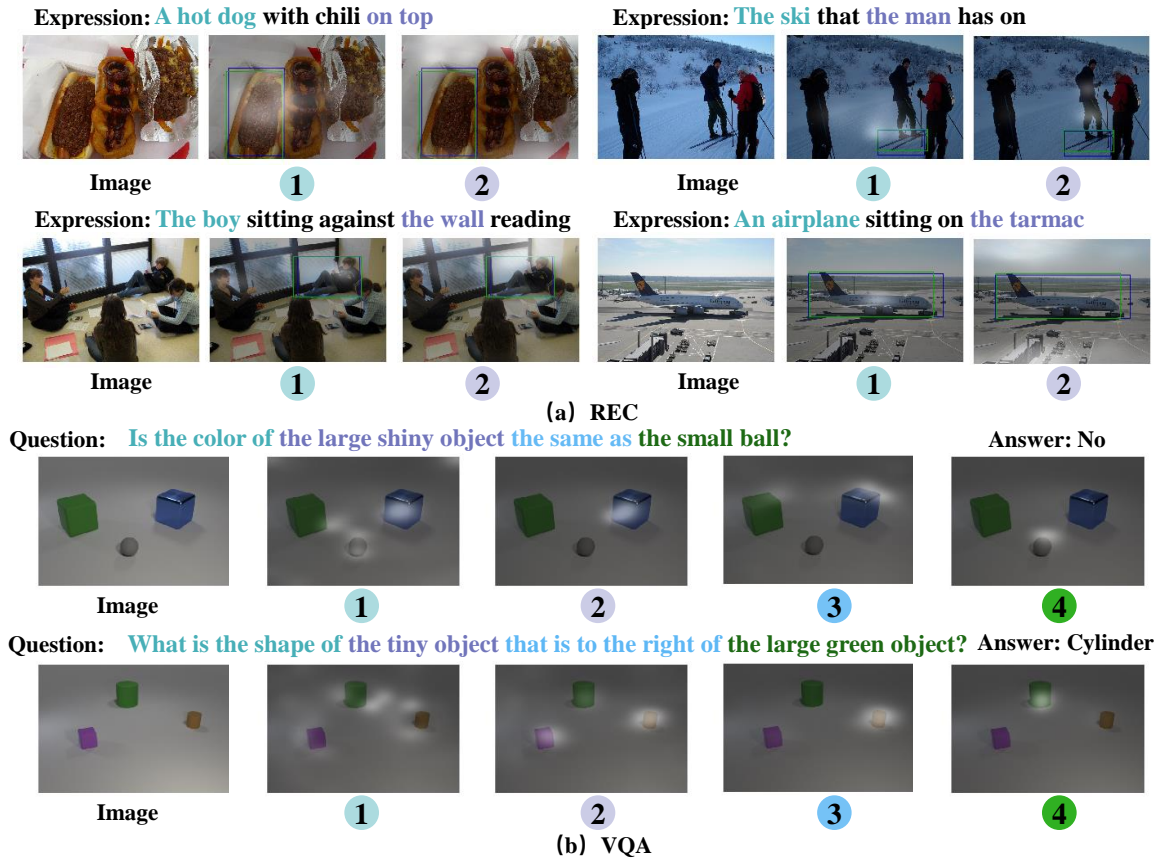 Expression: A hot dog with chili on top
Expression: The ski that the man has on
Image 1 2
Image 1 2
Expression: The boy sitting against the wall reading
Expression: An airplane sitting on the tarmac
Image 1 2
Image 1 2
(a) REC
Question: Is the color of the large shiny object the same as the small ball? Answer: No
Image 1 2 3 4
Question: What is the shape of the tiny object that is to the right of the large green object? Answer: Cylinder
Image 1 2 3 4
(b) VQA